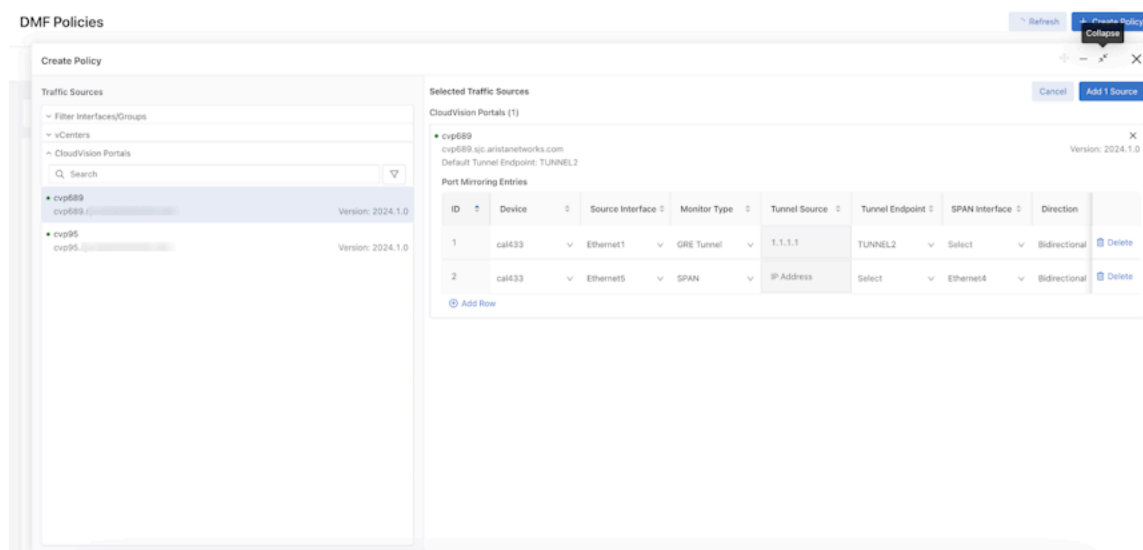 DMF Policies
Refresh
+ Create Policy
Collapse
Create Policy
Traffic Sources
Filter Interfaces/Groups
vCenters
CloudVision Portals
Search
cvp689
cvp689.
Version: 2024.1.0
cvp95
cvp95.
Version: 2024.1.0
Selected Traffic Sources
Cancel
Add 1 Source
CloudVision Portals (1)
cvp689
cvp689.sjc.aristanetworks.com
Version: 2024.1.0
Default Tunnel Endpoint: TUNNEL2
Port Mirroring Entries
ID Device Source Interface Monitor Type Tunnel Source Tunnel Endpoint SPAN Interface Direction
1 cal433 Ethernet1 GRE Tunnel 1.1.1.1 TUNNEL2 Select Bidirectional Delete
2 cal433 Ethernet5 SPAN IP Address Select Ethernet4 Bidirectional Delete
Add Row